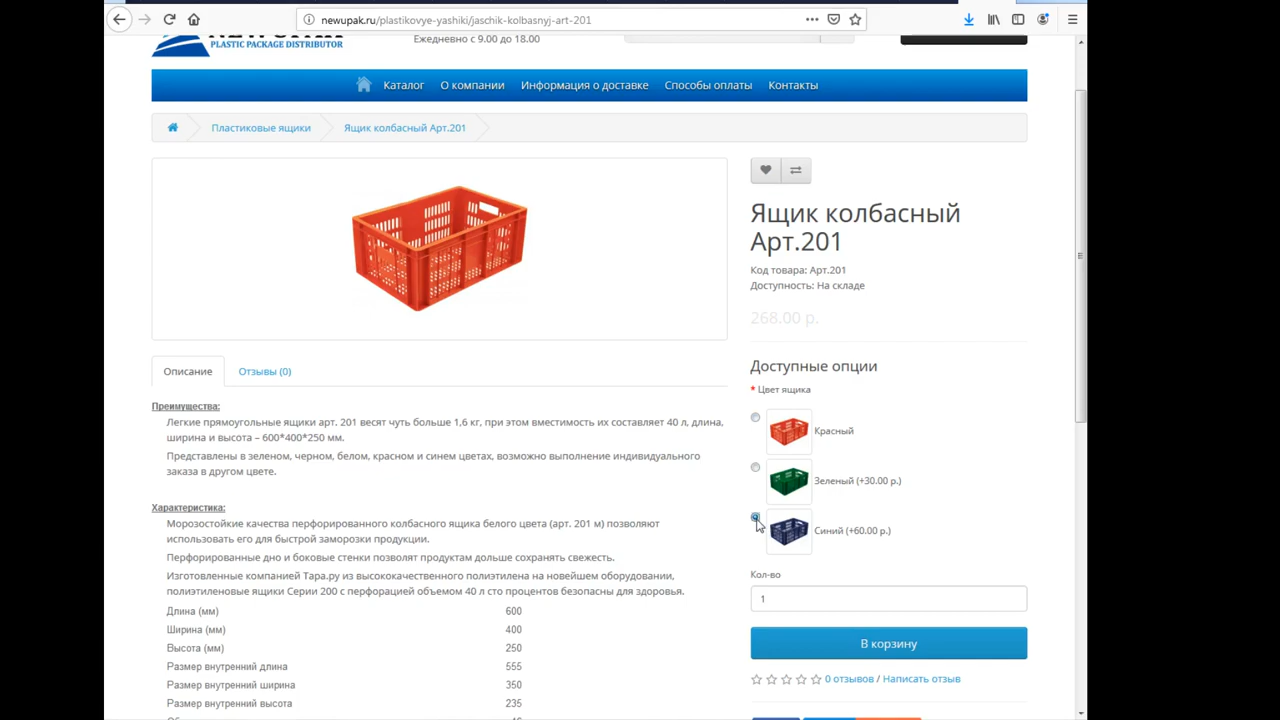 newupak.ru/plastikovye-yashiki/jaschik-kolbasnyj-art-201
PLASTIC PACKAGE DISTRIBUTOR
Ежедневно с 9.00 до 18.00
Каталог О компании Информация о доставке Способы оплаты Контакты
Пластиковые ящики Ящик колбасный Арт.201
Ящик колбасный
Арт.201
Код товара: Арт.201
Доступность: На складе
268.00 р.
Описание Отзывы (0)
Преимущества:
Легкие прямоугольные ящики арт. 201 весят чуть больше 1,6 кг, при этом вместимость их составляет 40 л, длина,
ширина и высота – 600*400*250 мм.
Представлены в зеленом, черном, белом, красном и синем цветах, возможно выполнение индивидуального
заказа в другом цвете.
Характеристика:
Морозостойкие качества перфорированного колбасного ящика белого цвета (арт. 201 м) позволяют
использовать его для быстрой заморозки продукции.
Перфорированные дно и боковые стенки позволят продуктам дольше сохранять свежесть.
Изготовленные компанией Тара.ру из высококачественного полиэтилена на новейшем оборудовании,
полиэтиленовые ящики Серии 200 с перфорацией объемом 40 л сто процентов безопасны для здоровья.
Длина (мм) 600
Ширина (мм) 400
Высота (мм) 250
Размер внутренний длина 555
Размер внутренний ширина 350
Размер внутренний высота 235
Доступные опции
* Цвет ящика
Красный
Зеленый (+30.00 р.)
Синий (+60.00 р.)
Кол-во
1
В корзину
0 отзывов / Написать отзыв